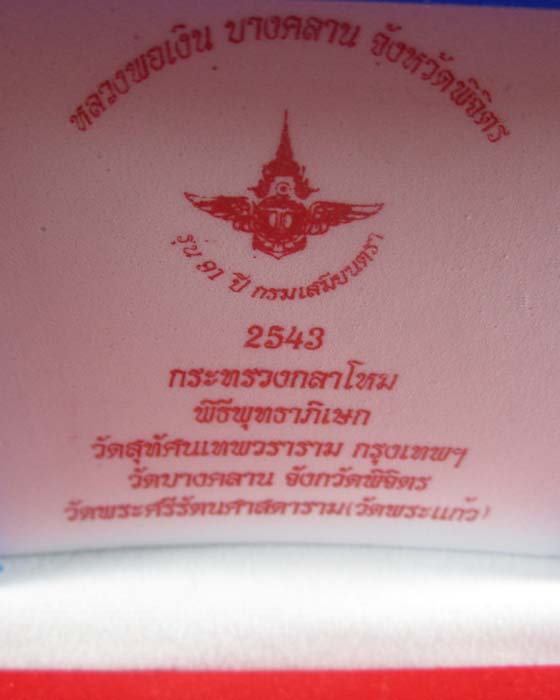 หลวงพ่อเงิน บางคลาน จังหวัดพิจิตร
รุ่น 91 ปี กรมเสมียนตรา
2543
กระทรวงกลาโหม
พิธีพุทธาภิเษก
วัดสุทัศนเทพวราราม กรุงเทพฯ
วัดบางคลาน จังกวัดพิจิตร
วัดพระศรีรัตนศาสดาราม(วัดพระแก้ว)